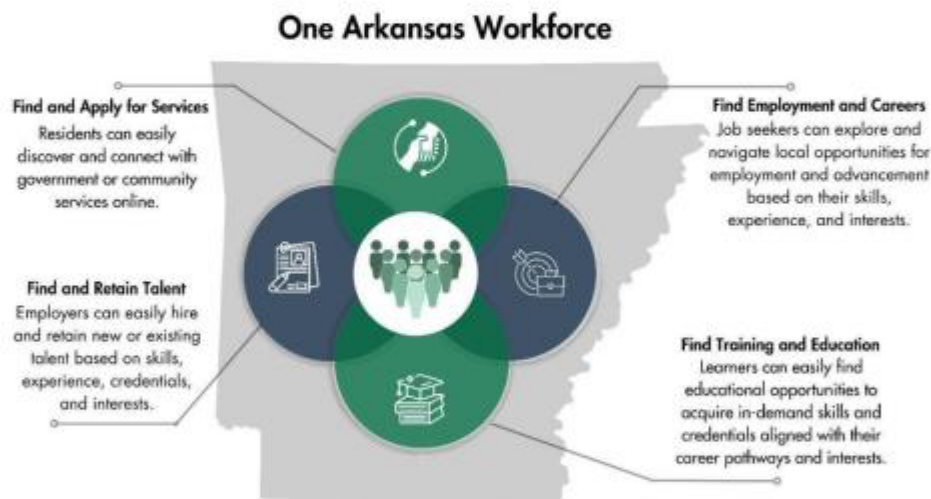 One Arkansas Workforce
Find and Apply for Services
Residents can easily
discover and connect with
government or community
services online.
Find Employment and Careers
Job seekers can explore and
navigate local opportunities for
employment and advancement
based on their skills,
experience, and interests.
Find and Retain Talent
Employers can easily hire
and retain new or existing
talent based on skills,
experience, credentials,
and interests.
Find Training and Education
Learners can easily find
educational opportunities to
acquire in-demand skills and
credentials aligned with their
career pathways and interests.